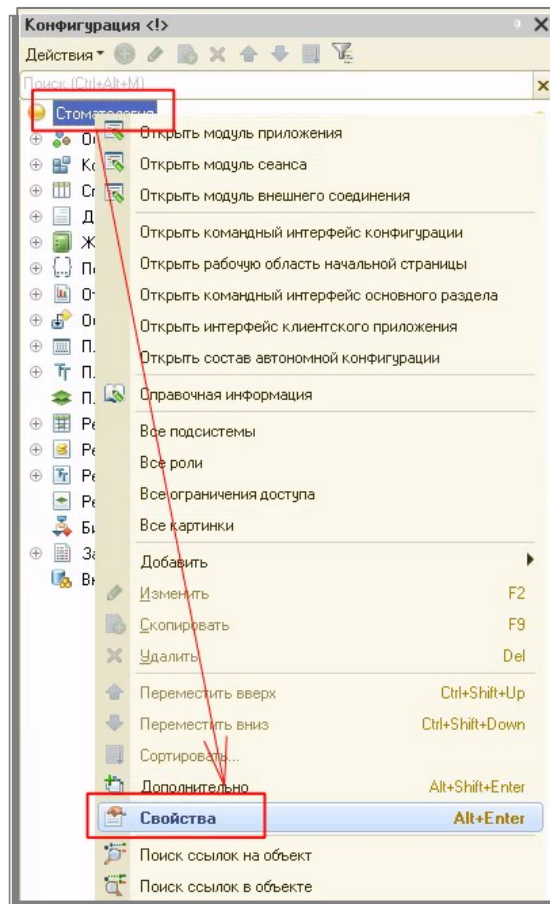 Конфигурация <!>
Действия
Поиск (Ctrl+Alt+M)
Стоматология
Открыть модуль приложения
Открыть модуль сеанса
Открыть модуль внешнего соединения
Открыть командный интерфейс конфигурации
Открыть рабочую область начальной страницы
Открыть командный интерфейс основного раздела
Открыть интерфейс клиентского приложения
Открыть состав автономной конфигурации
Справочная информация
Все подсистемы
Все роли
Все ограничения доступа
Все картинки
Добавить
Изменить F2
Скопировать F9
Удалить Del
Переместить вверх Ctrl+Shift+Up
Переместить вниз Ctrl+Shift+Down
Сортировать...
Дополнительно Alt+Shift+Enter
Свойства Alt+Enter
Поиск ссылок на объект
Поиск ссылок в объекте